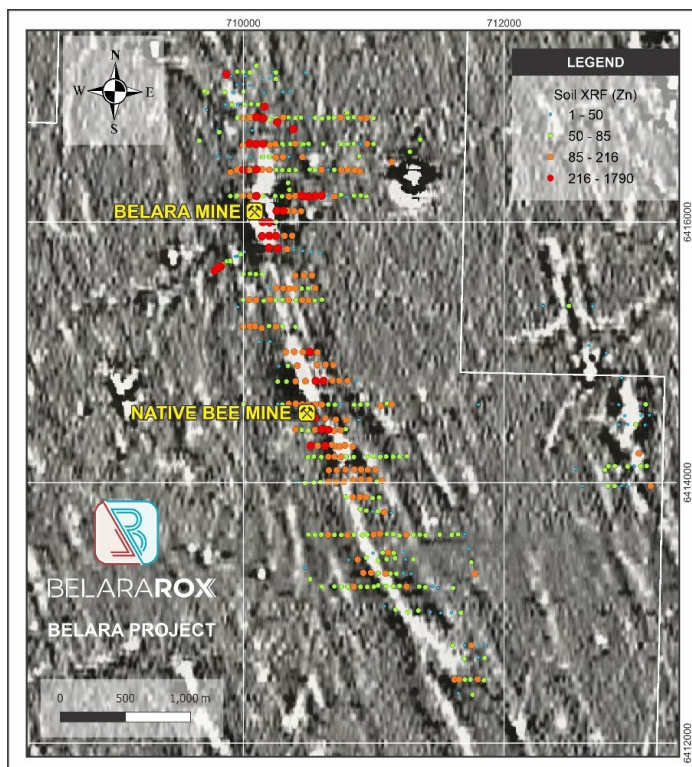 710000
712000
N
W
E
S
LEGEND
Soil XRF (Zn)
1 - 50
50 - 85
85 - 216
216 - 1790
BELARA MINE
6416000
NATIVE BEE MINE
6414000
BELARAROX
BELARA PROJECT
0
500
1,000 m
6412000